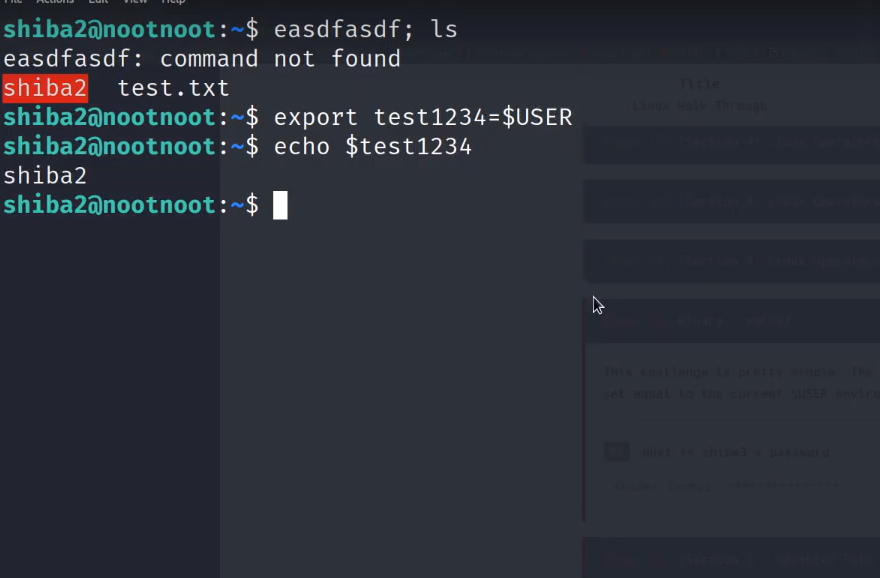 File Actions Edit View Help
shiba2@nootnoot:~$ easdfasdf; ls
easdfasdf: command not found
shiba2  test.txt
shiba2@nootnoot:~$ export test1234=$USER
shiba2@nootnoot:~$ echo $test1234
shiba2
shiba2@nootnoot:~$
Title
Linux Walk Through
This challenge is pretty simple. The
set equal to the current $USER enviro
What is shiba3's password